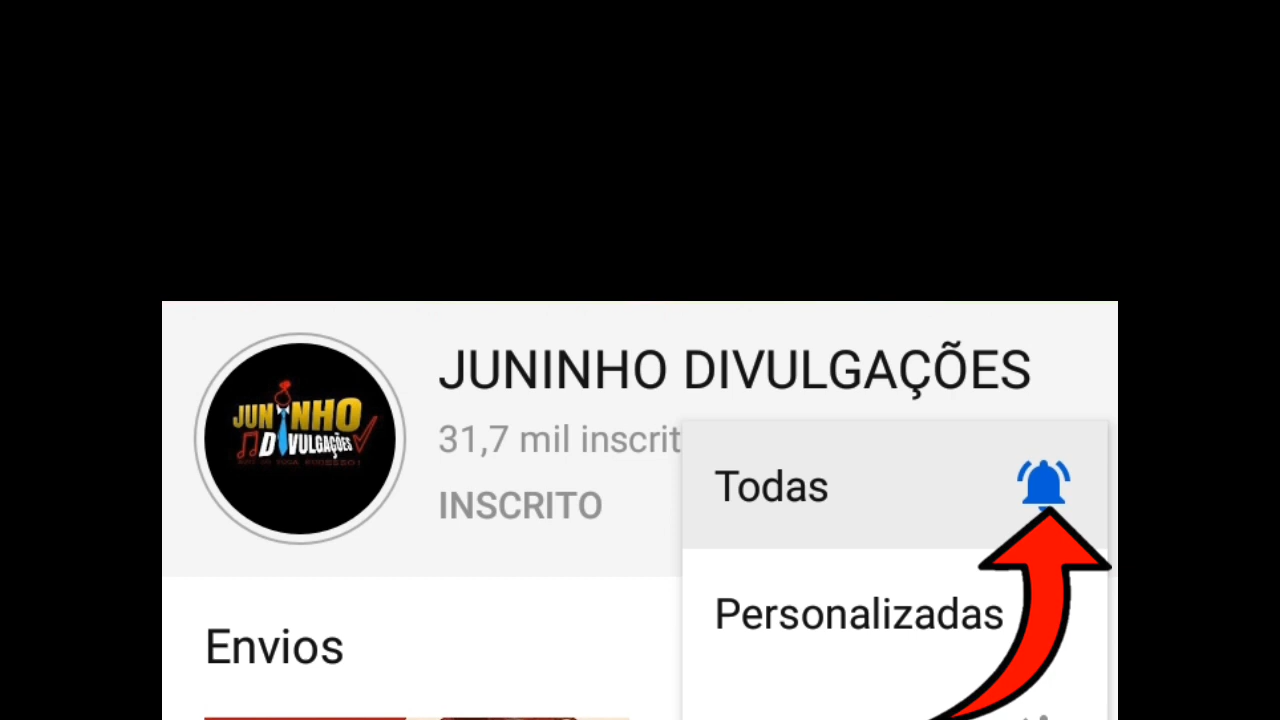 JUNINHO DIVULGAÇÕES
31,7 mil inscrit
INSCRITO
Todas
Personalizadas
Envios
JUNINHO
DIVULGAÇÕES